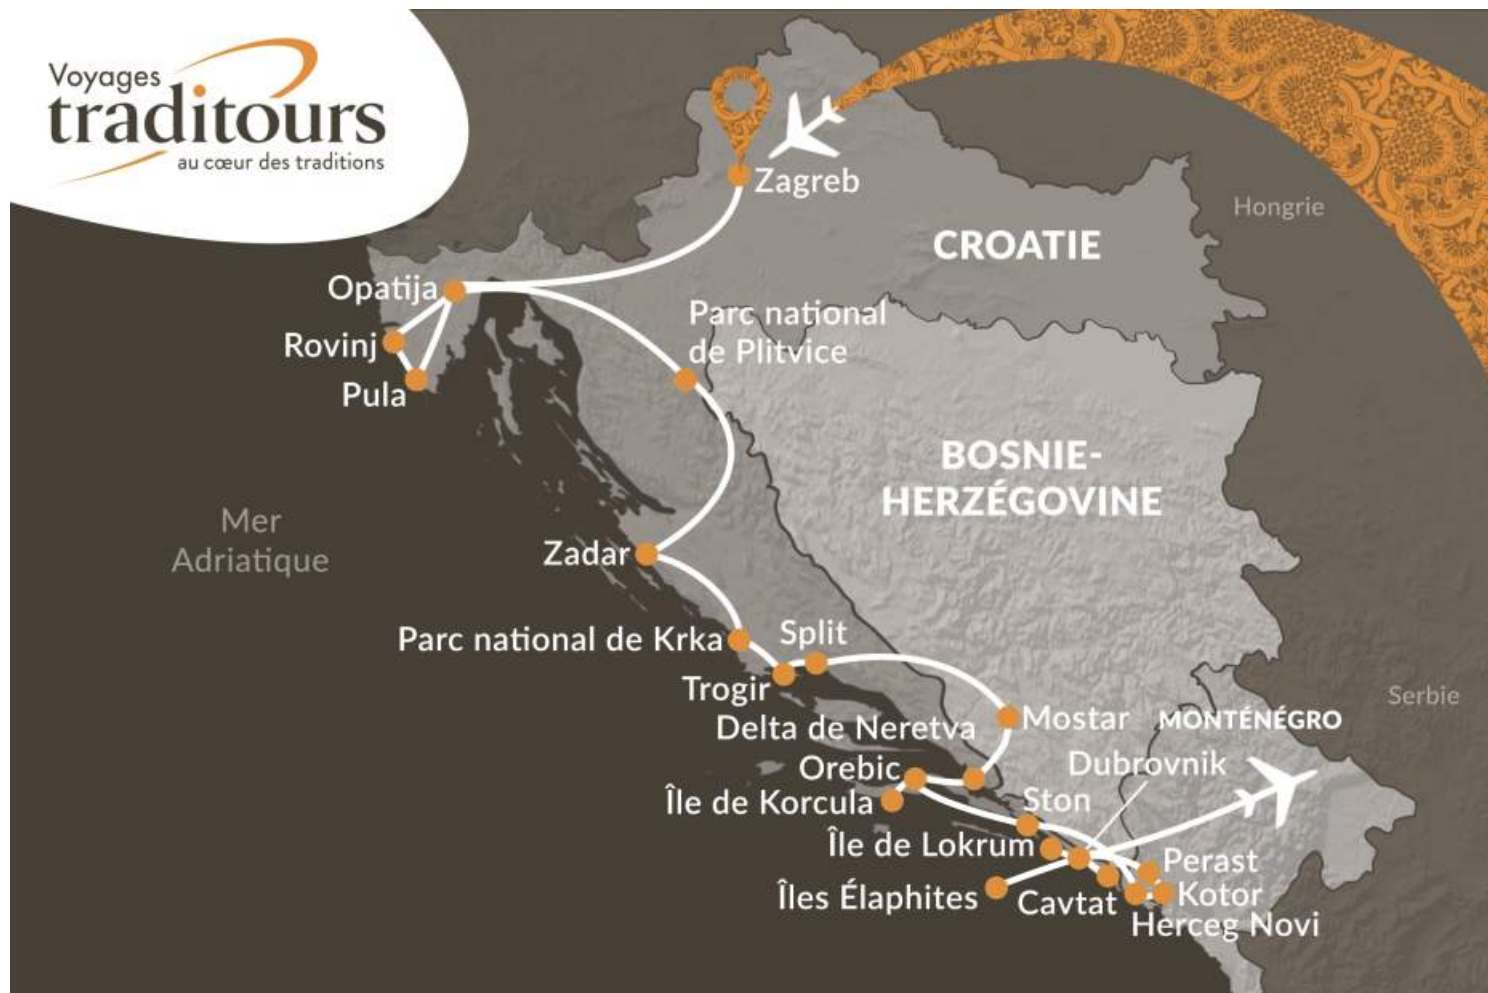 Voyages
traditours
au cœur des traditions
Zagreb
Hongrie
CROATIE
Opatija
Parc national
de Plitvice
Rovinj
Pula
BOSNIE-
HERZÉGOVINE
Mer
Adriatique
Zadar
Parc national de Krka
Split
Trogir
Serbie
Delta de Neretva
Mostar
MONTÉNÉGRO
Orebic
Dubrovnik
Île de Korcula
Ston
Île de Lokrum
Perast
Îles Élaphites
Cavtat
Kotor
Herceg Novi